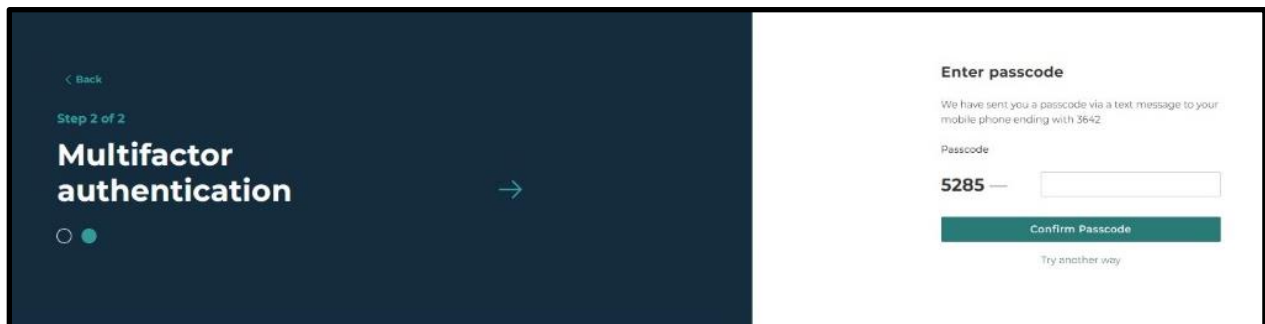 < Back
Step 2 of 2
Multifactor
authentication
Enter passcode
We have sent you a passcode via a text message to your
mobile phone ending with 3642
Passcode
5285 —
Confirm Passcode
Try another way